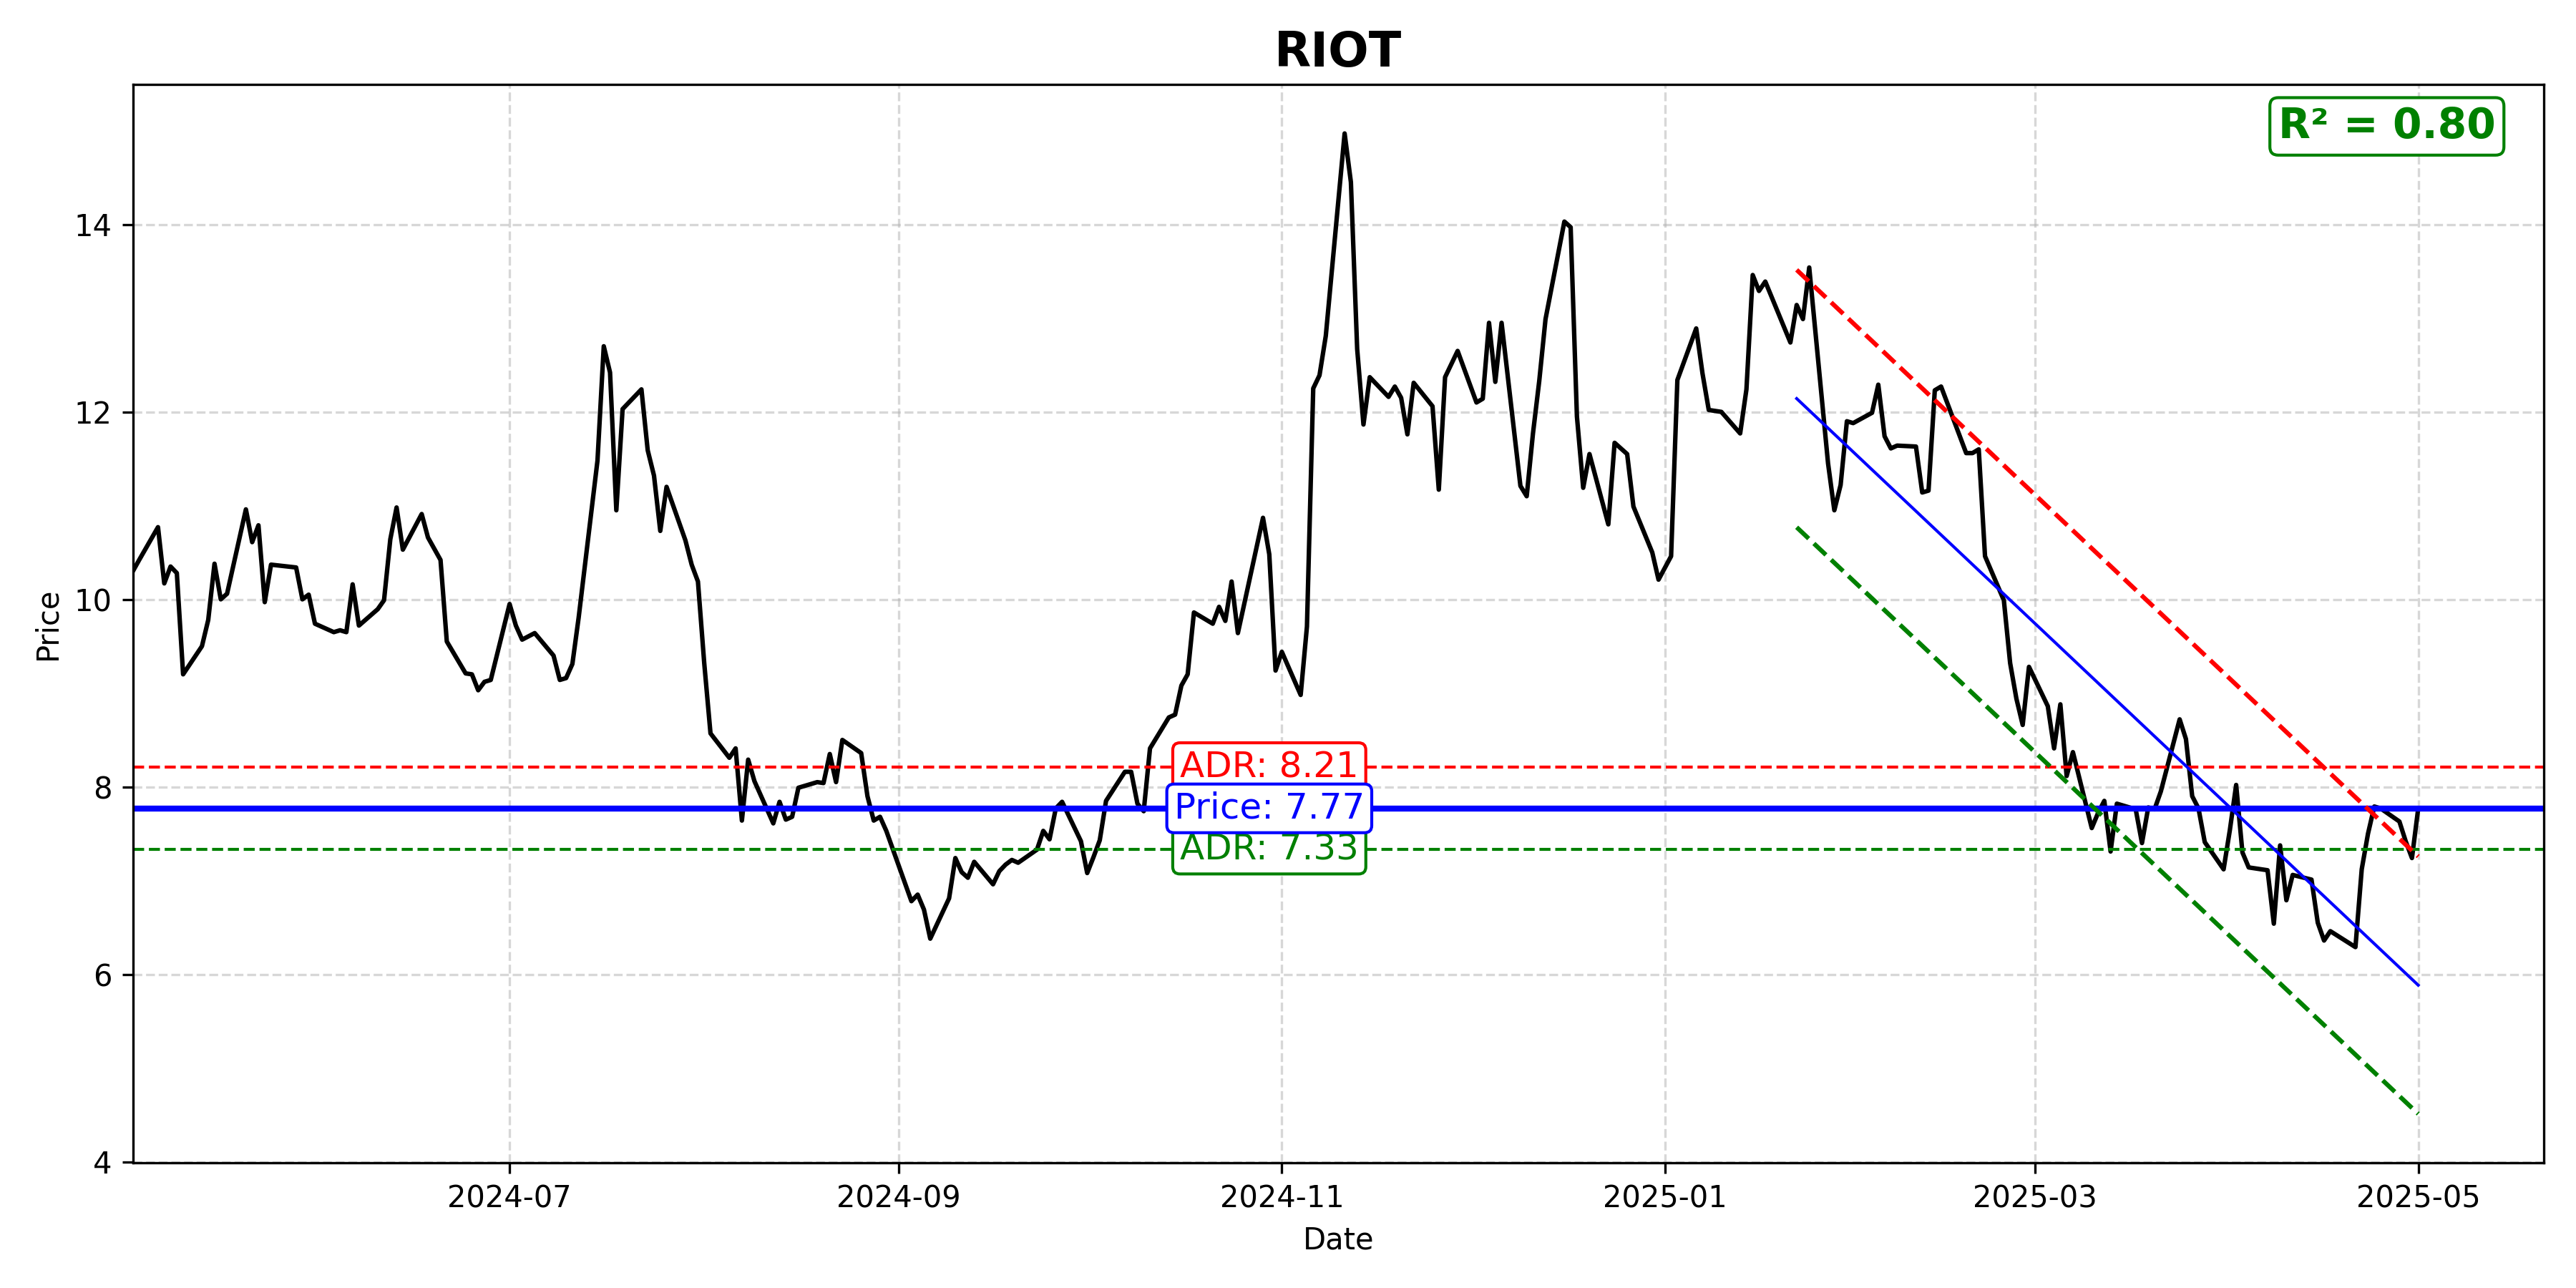 RIOT
R² = 0.80
14
12
10
8
6
4
Price
ADR: 8.21
Price: 7.77
ADR: 7.33
2024-07
2024-09
2024-11
2025-01
2025-03
2025-05
Date